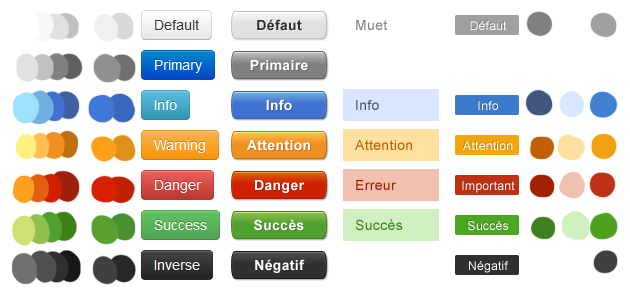 Default Défaut Muet Défaut
Primary Primaire
Info Info Info Info
Warning Attention Attention Attention
Danger Danger Erreur Important
Success Succès Succès Succès
Inverse Négatif Négatif